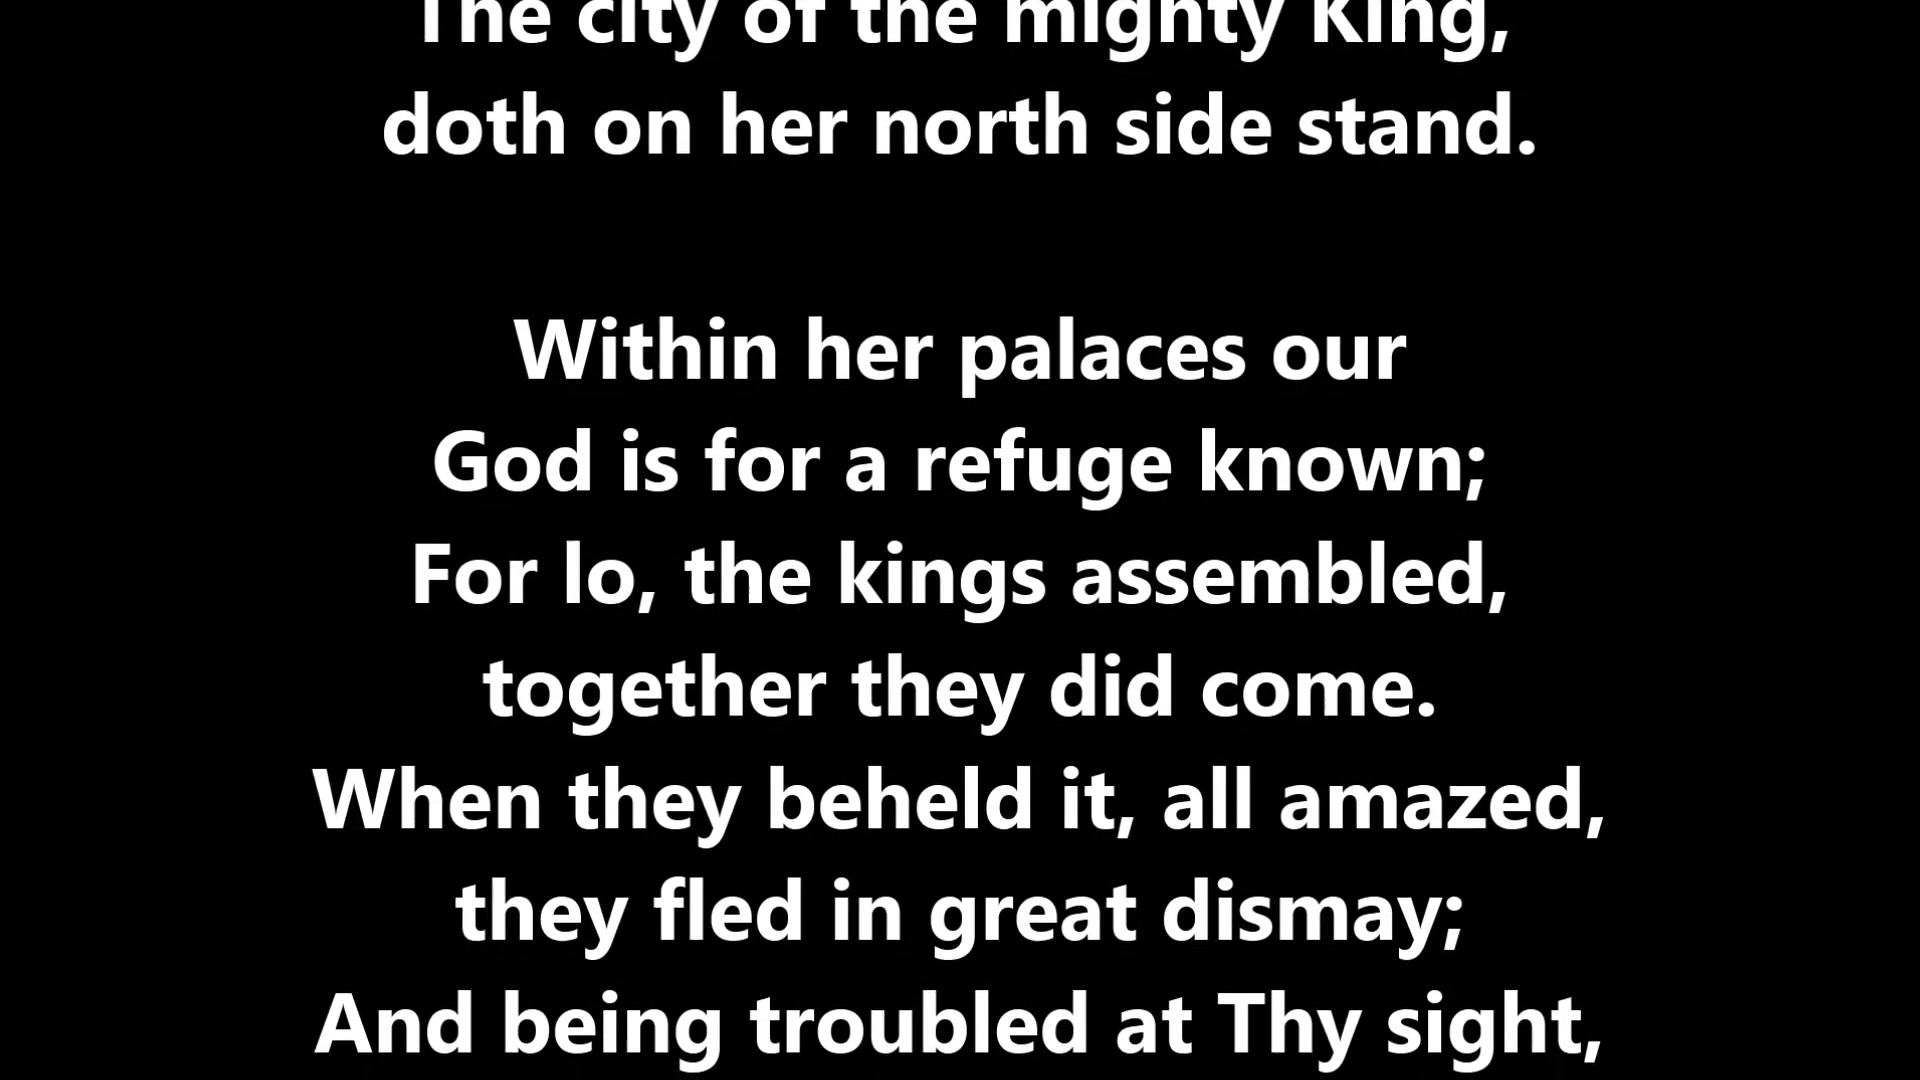 The city of the mighty King,
doth on her north side stand.
Within her palaces our
God is for a refuge known;
For lo, the kings assembled,
together they did come.
When they beheld it, all amazed,
they fled in great dismay;
And being troubled at Thy sight,